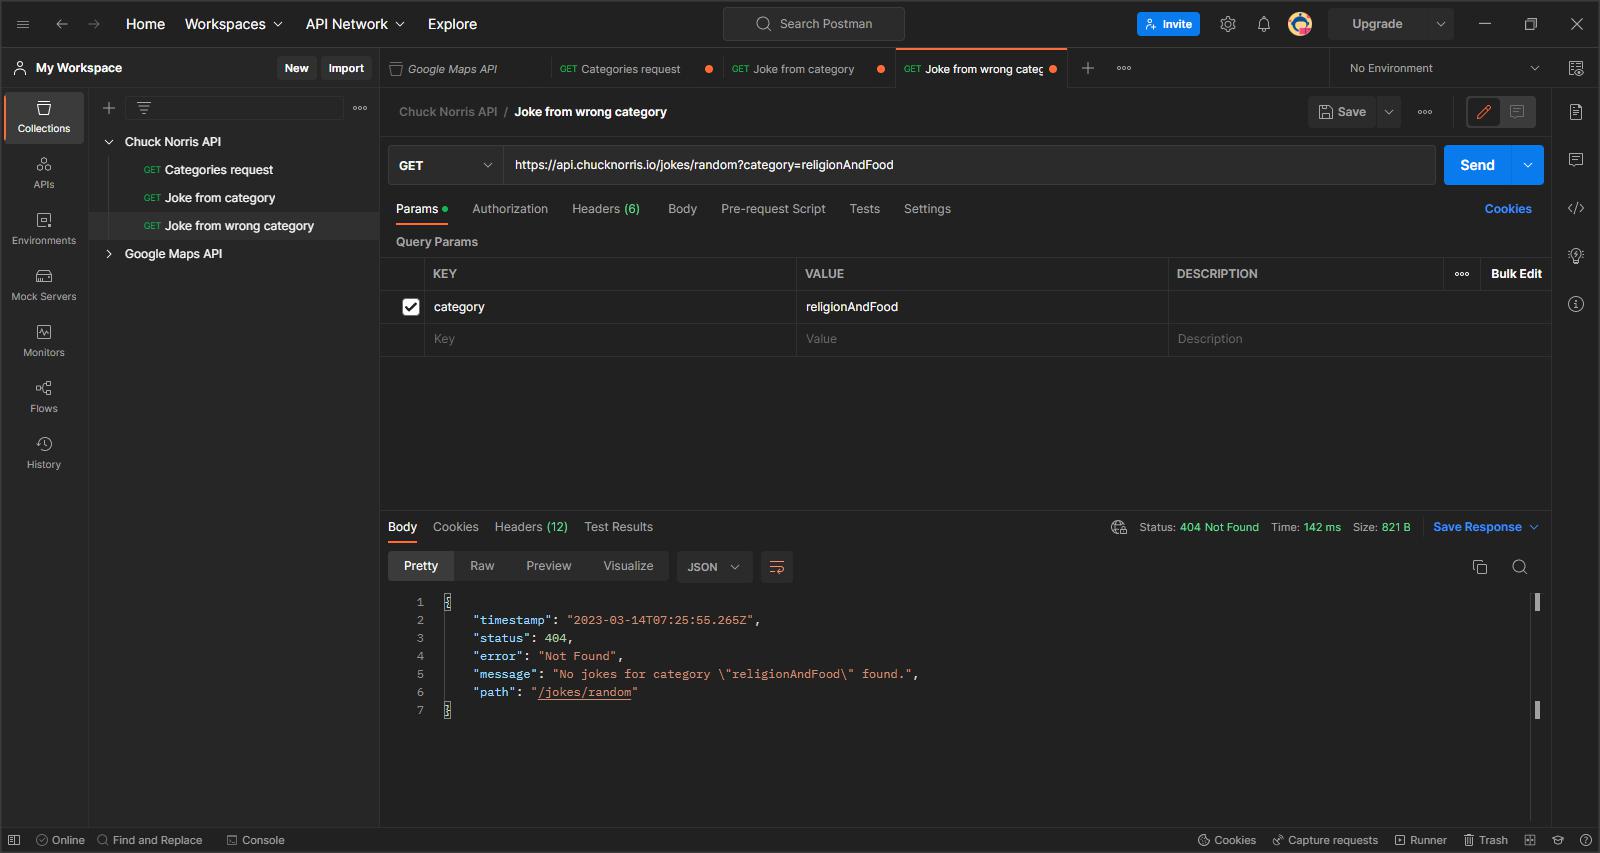 Home Workspaces API Network Explore Search Postman Invite Upgrade
My Workspace New Import Google Maps API GET Categories request GET Joke from category GET Joke from wrong categ No Environment
Collections
APIs
Environments
Mock Servers
Monitors
Flows
History
Chuck Norris API
GET Categories request
GET Joke from category
GET Joke from wrong category
Google Maps API
Chuck Norris API / Joke from wrong category Save
GET https://api.chucknorris.io/jokes/random?category=religionAndFood Send
Params Authorization Headers (6) Body Pre-request Script Tests Settings Cookies
Query Params
KEY VALUE DESCRIPTION Bulk Edit
category religionAndFood
Key Value Description
Body Cookies Headers (12) Test Results Status: 404 Not Found Time: 142 ms Size: 821 B Save Response
Pretty Raw Preview Visualize JSON
1 {
2 "timestamp": "2023-03-14T07:25:55.265Z",
3 "status": 404,
4 "error": "Not Found",
5 "message": "No jokes for category \"religionAndFood\" found.",
6 "path": "/jokes/random"
7 }
Online Find and Replace Console Cookies Capture requests Runner Trash